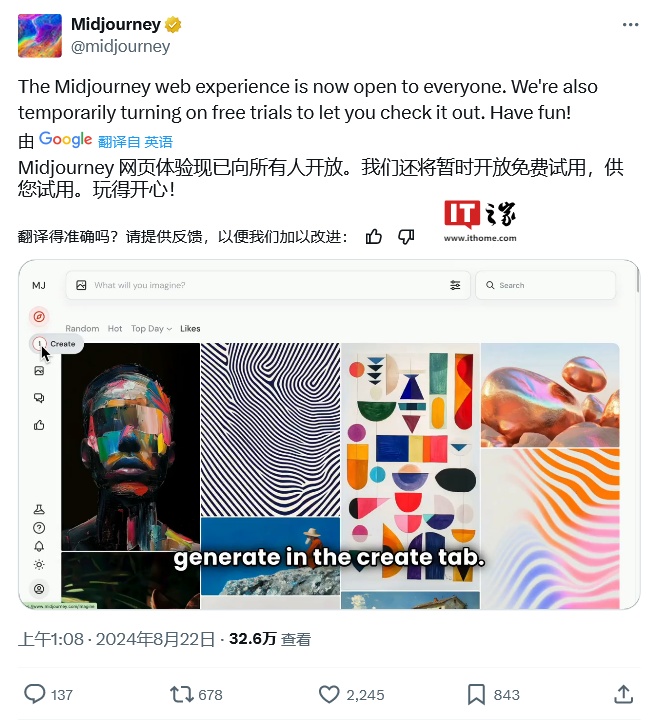 Midjourney
@midjourney
The Midjourney web experience is now open to everyone. We're also
temporarily turning on free trials to let you check it out. Have fun!
由 Google 翻译自 英语
Midjourney 网页体验现已向所有人开放。我们还将暂时开放免费试用，供
您试用。玩得开心！
IT之家
www.ithome.com
翻译得准确吗？请提供反馈，以便我们加以改进：
MJ
What will you imagine?
Search
Random Hot Top Day Likes
1 Create
generate in the create tab.
www.midjourney.com/imagine
上午1:08 · 2024年8月22日 · 32.6万 查看
137 678 2,245 843